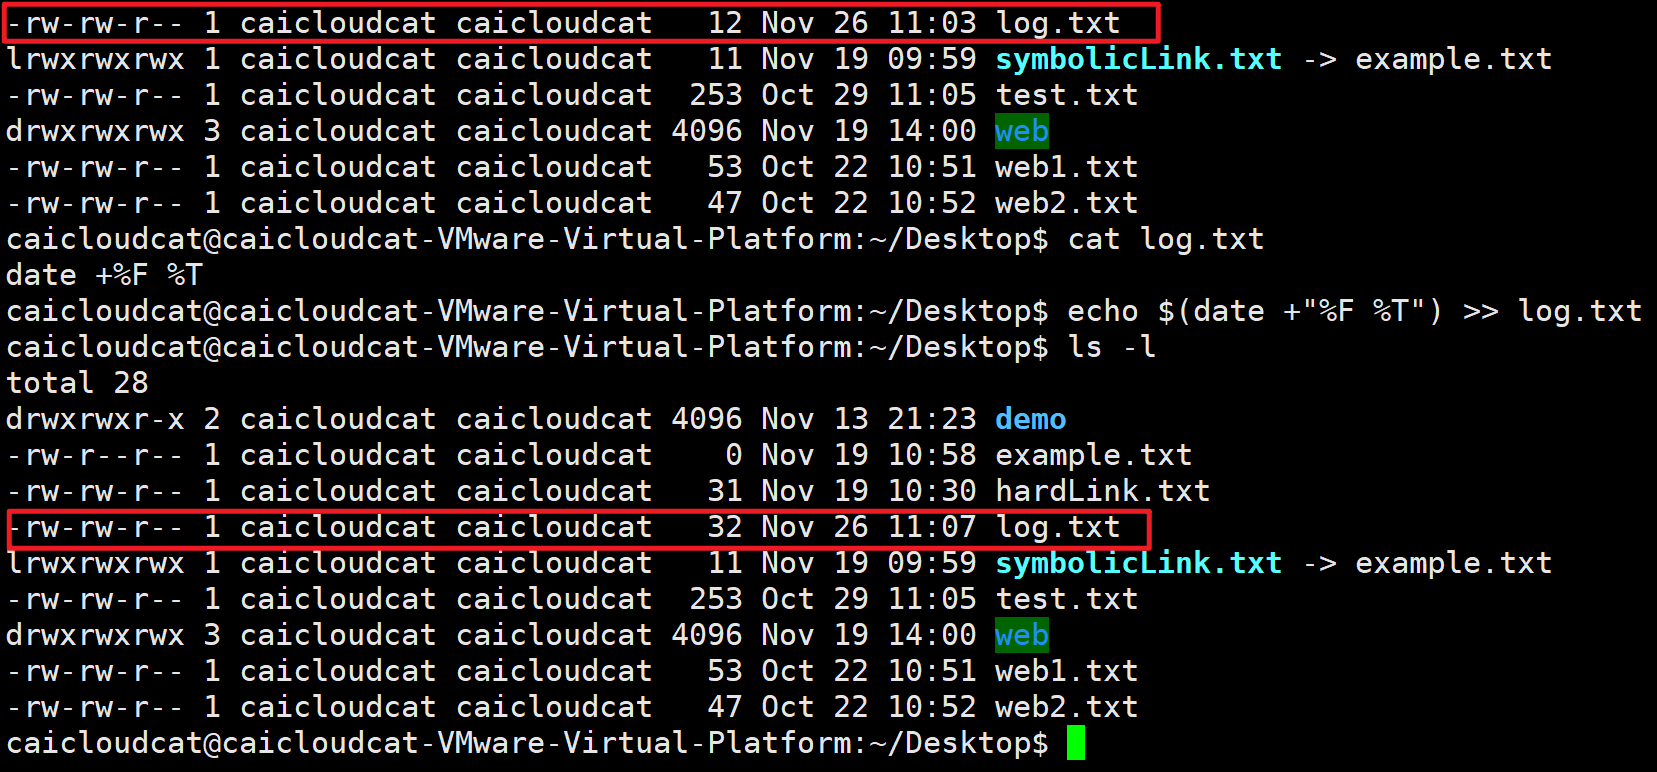 -rw-rw-r-- 1 caicloudcat caicloudcat   12 Nov 26 11:03 log.txt
lrwxrwxrwx 1 caicloudcat caicloudcat   11 Nov 19 09:59 symbolicLink.txt -> example.txt
-rw-rw-r-- 1 caicloudcat caicloudcat  253 Oct 29 11:05 test.txt
drwxrwxrwx 3 caicloudcat caicloudcat 4096 Nov 19 14:00 web
-rw-rw-r-- 1 caicloudcat caicloudcat   53 Oct 22 10:51 web1.txt
-rw-rw-r-- 1 caicloudcat caicloudcat   47 Oct 22 10:52 web2.txt
caicloudcat@caicloudcat-VMware-Virtual-Platform:~/Desktop$ cat log.txt
date +%F %T
caicloudcat@caicloudcat-VMware-Virtual-Platform:~/Desktop$ echo $(date +"%F %T") >> log.txt
caicloudcat@caicloudcat-VMware-Virtual-Platform:~/Desktop$ ls -l
total 28
drwxrwxr-x 2 caicloudcat caicloudcat 4096 Nov 13 21:23 demo
-rw-r--r-- 1 caicloudcat caicloudcat    0 Nov 19 10:58 example.txt
-rw-rw-r-- 1 caicloudcat caicloudcat   31 Nov 19 10:30 hardLink.txt
-rw-rw-r-- 1 caicloudcat caicloudcat   32 Nov 26 11:07 log.txt
lrwxrwxrwx 1 caicloudcat caicloudcat   11 Nov 19 09:59 symbolicLink.txt -> example.txt
-rw-rw-r-- 1 caicloudcat caicloudcat  253 Oct 29 11:05 test.txt
drwxrwxrwx 3 caicloudcat caicloudcat 4096 Nov 19 14:00 web
-rw-rw-r-- 1 caicloudcat caicloudcat   53 Oct 22 10:51 web1.txt
-rw-rw-r-- 1 caicloudcat caicloudcat   47 Oct 22 10:52 web2.txt
caicloudcat@caicloudcat-VMware-Virtual-Platform:~/Desktop$